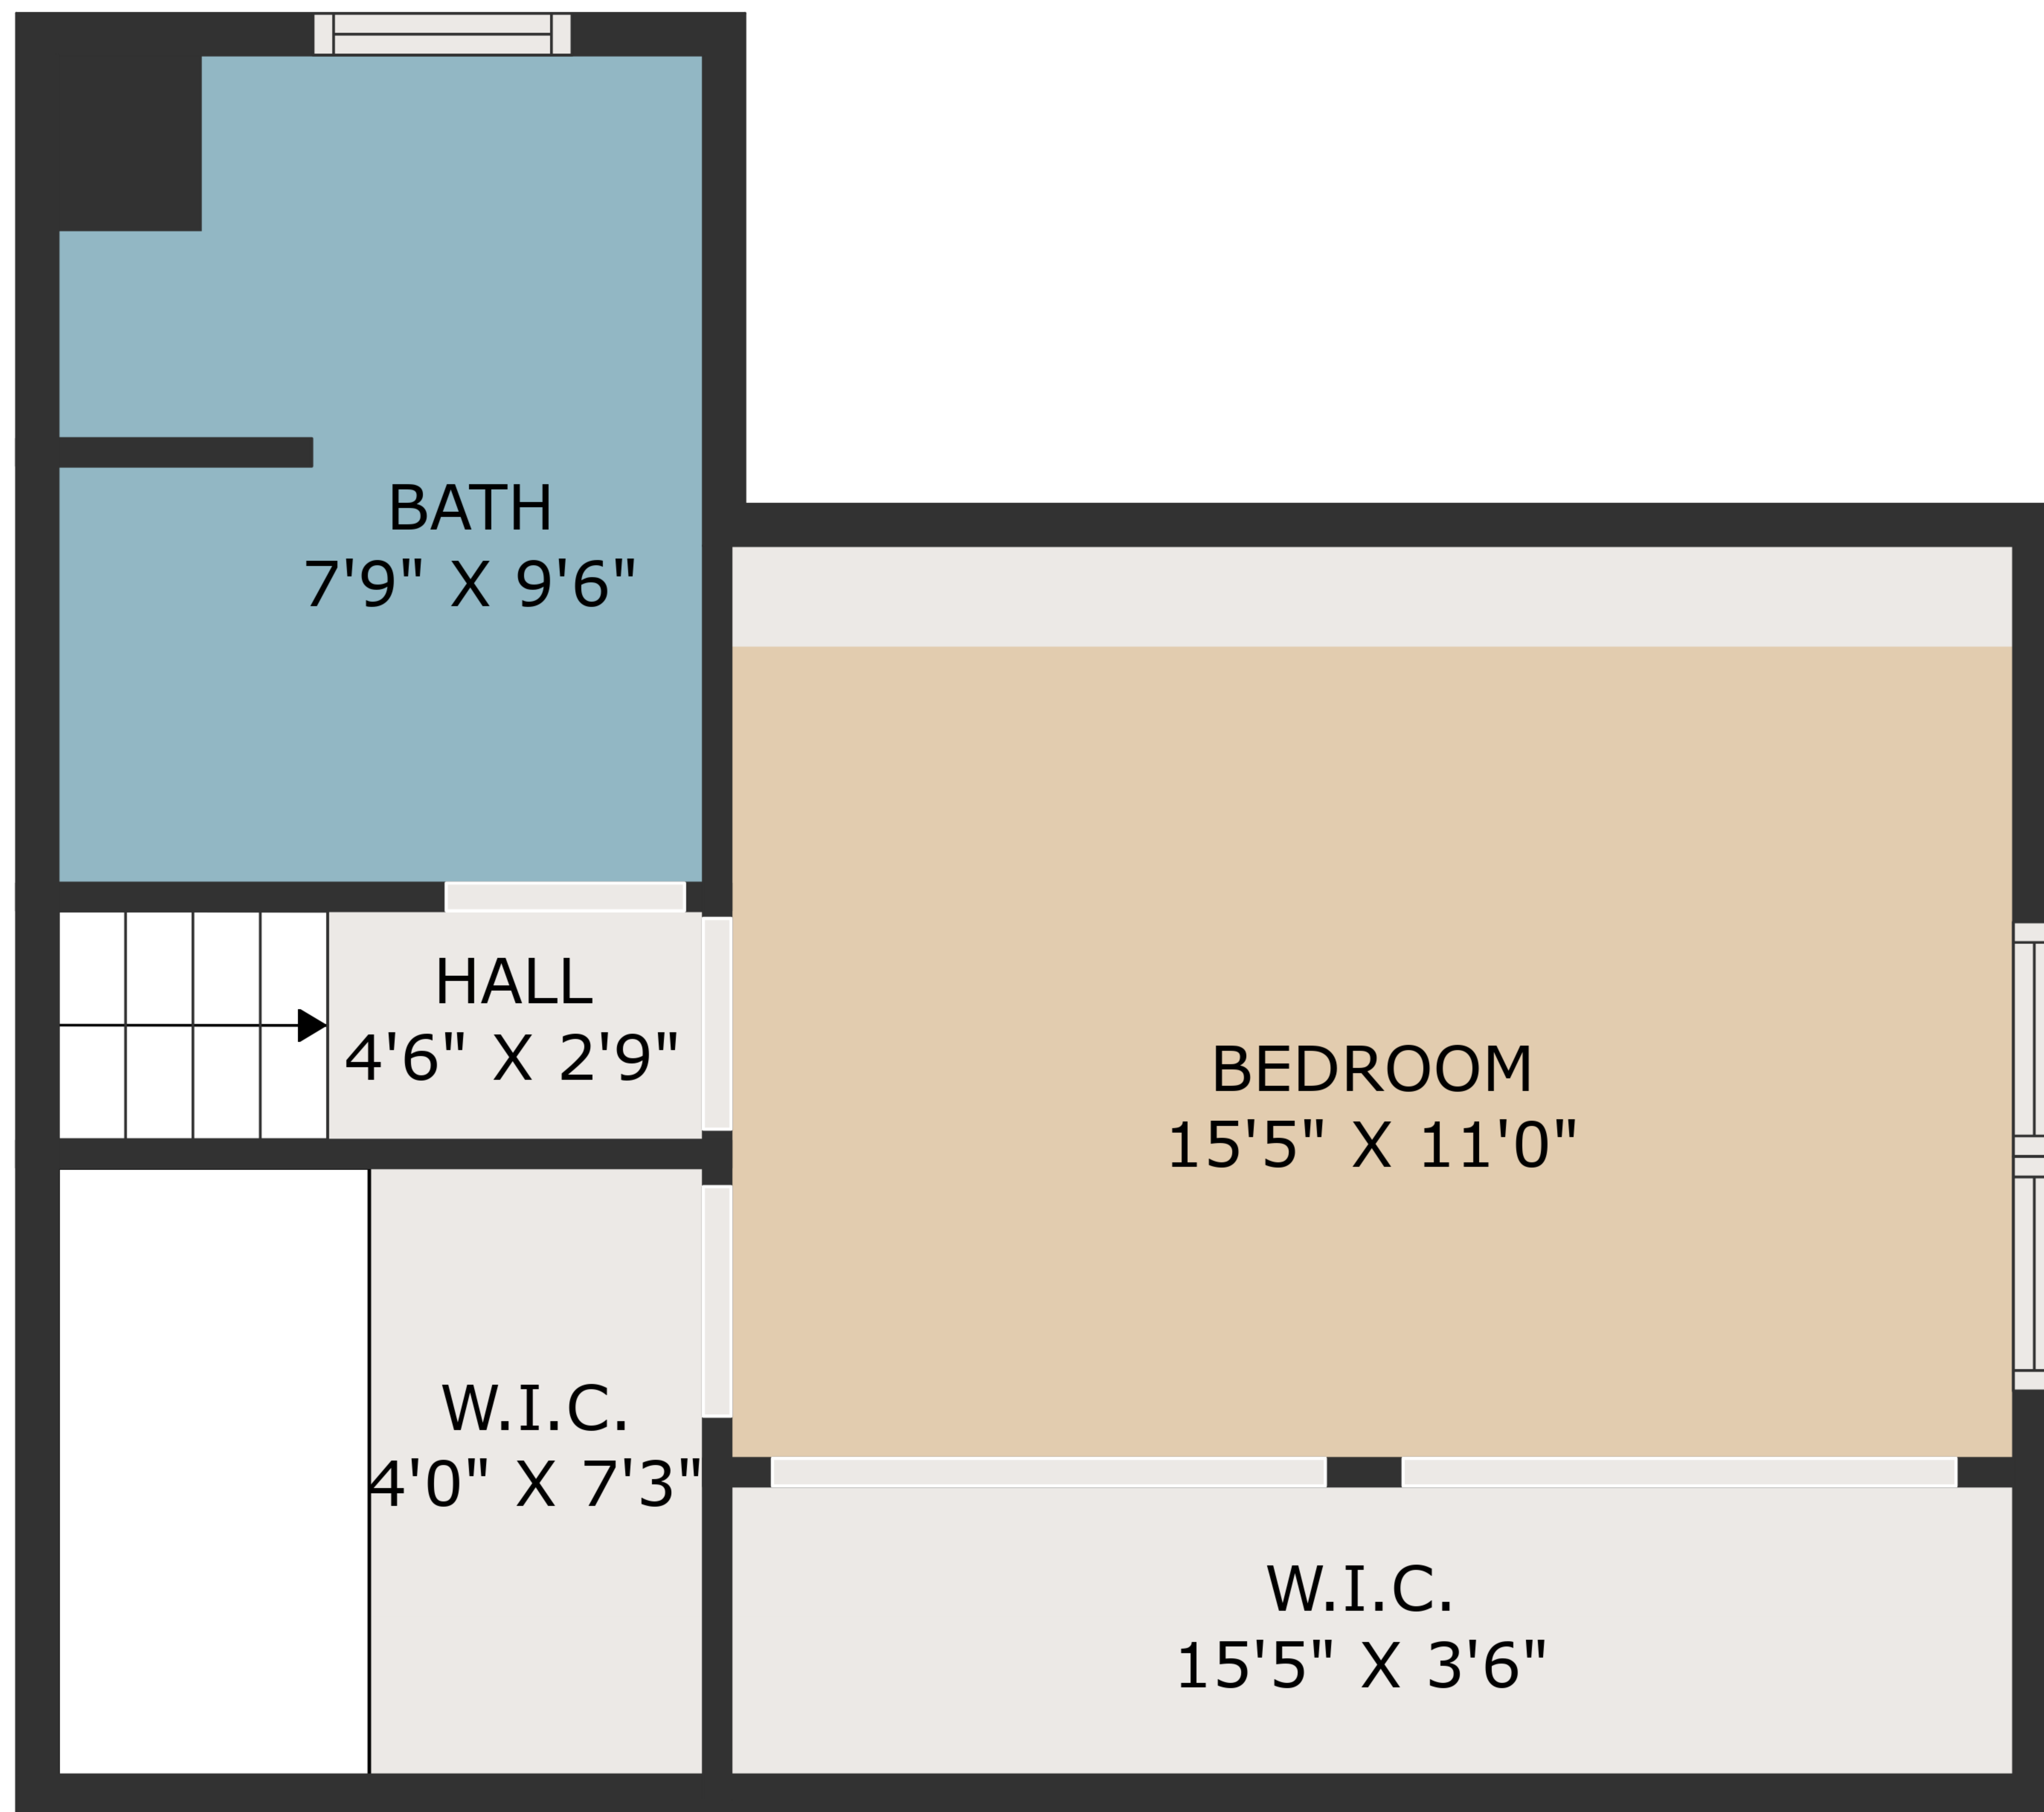 BATH
7'9" X 9'6"
HALL
4'6" X 2'9"
BEDROOM
15'5" X 11'0"
W.I.C.
4'0" X 7'3"
W.I.C.
15'5" X 3'6"